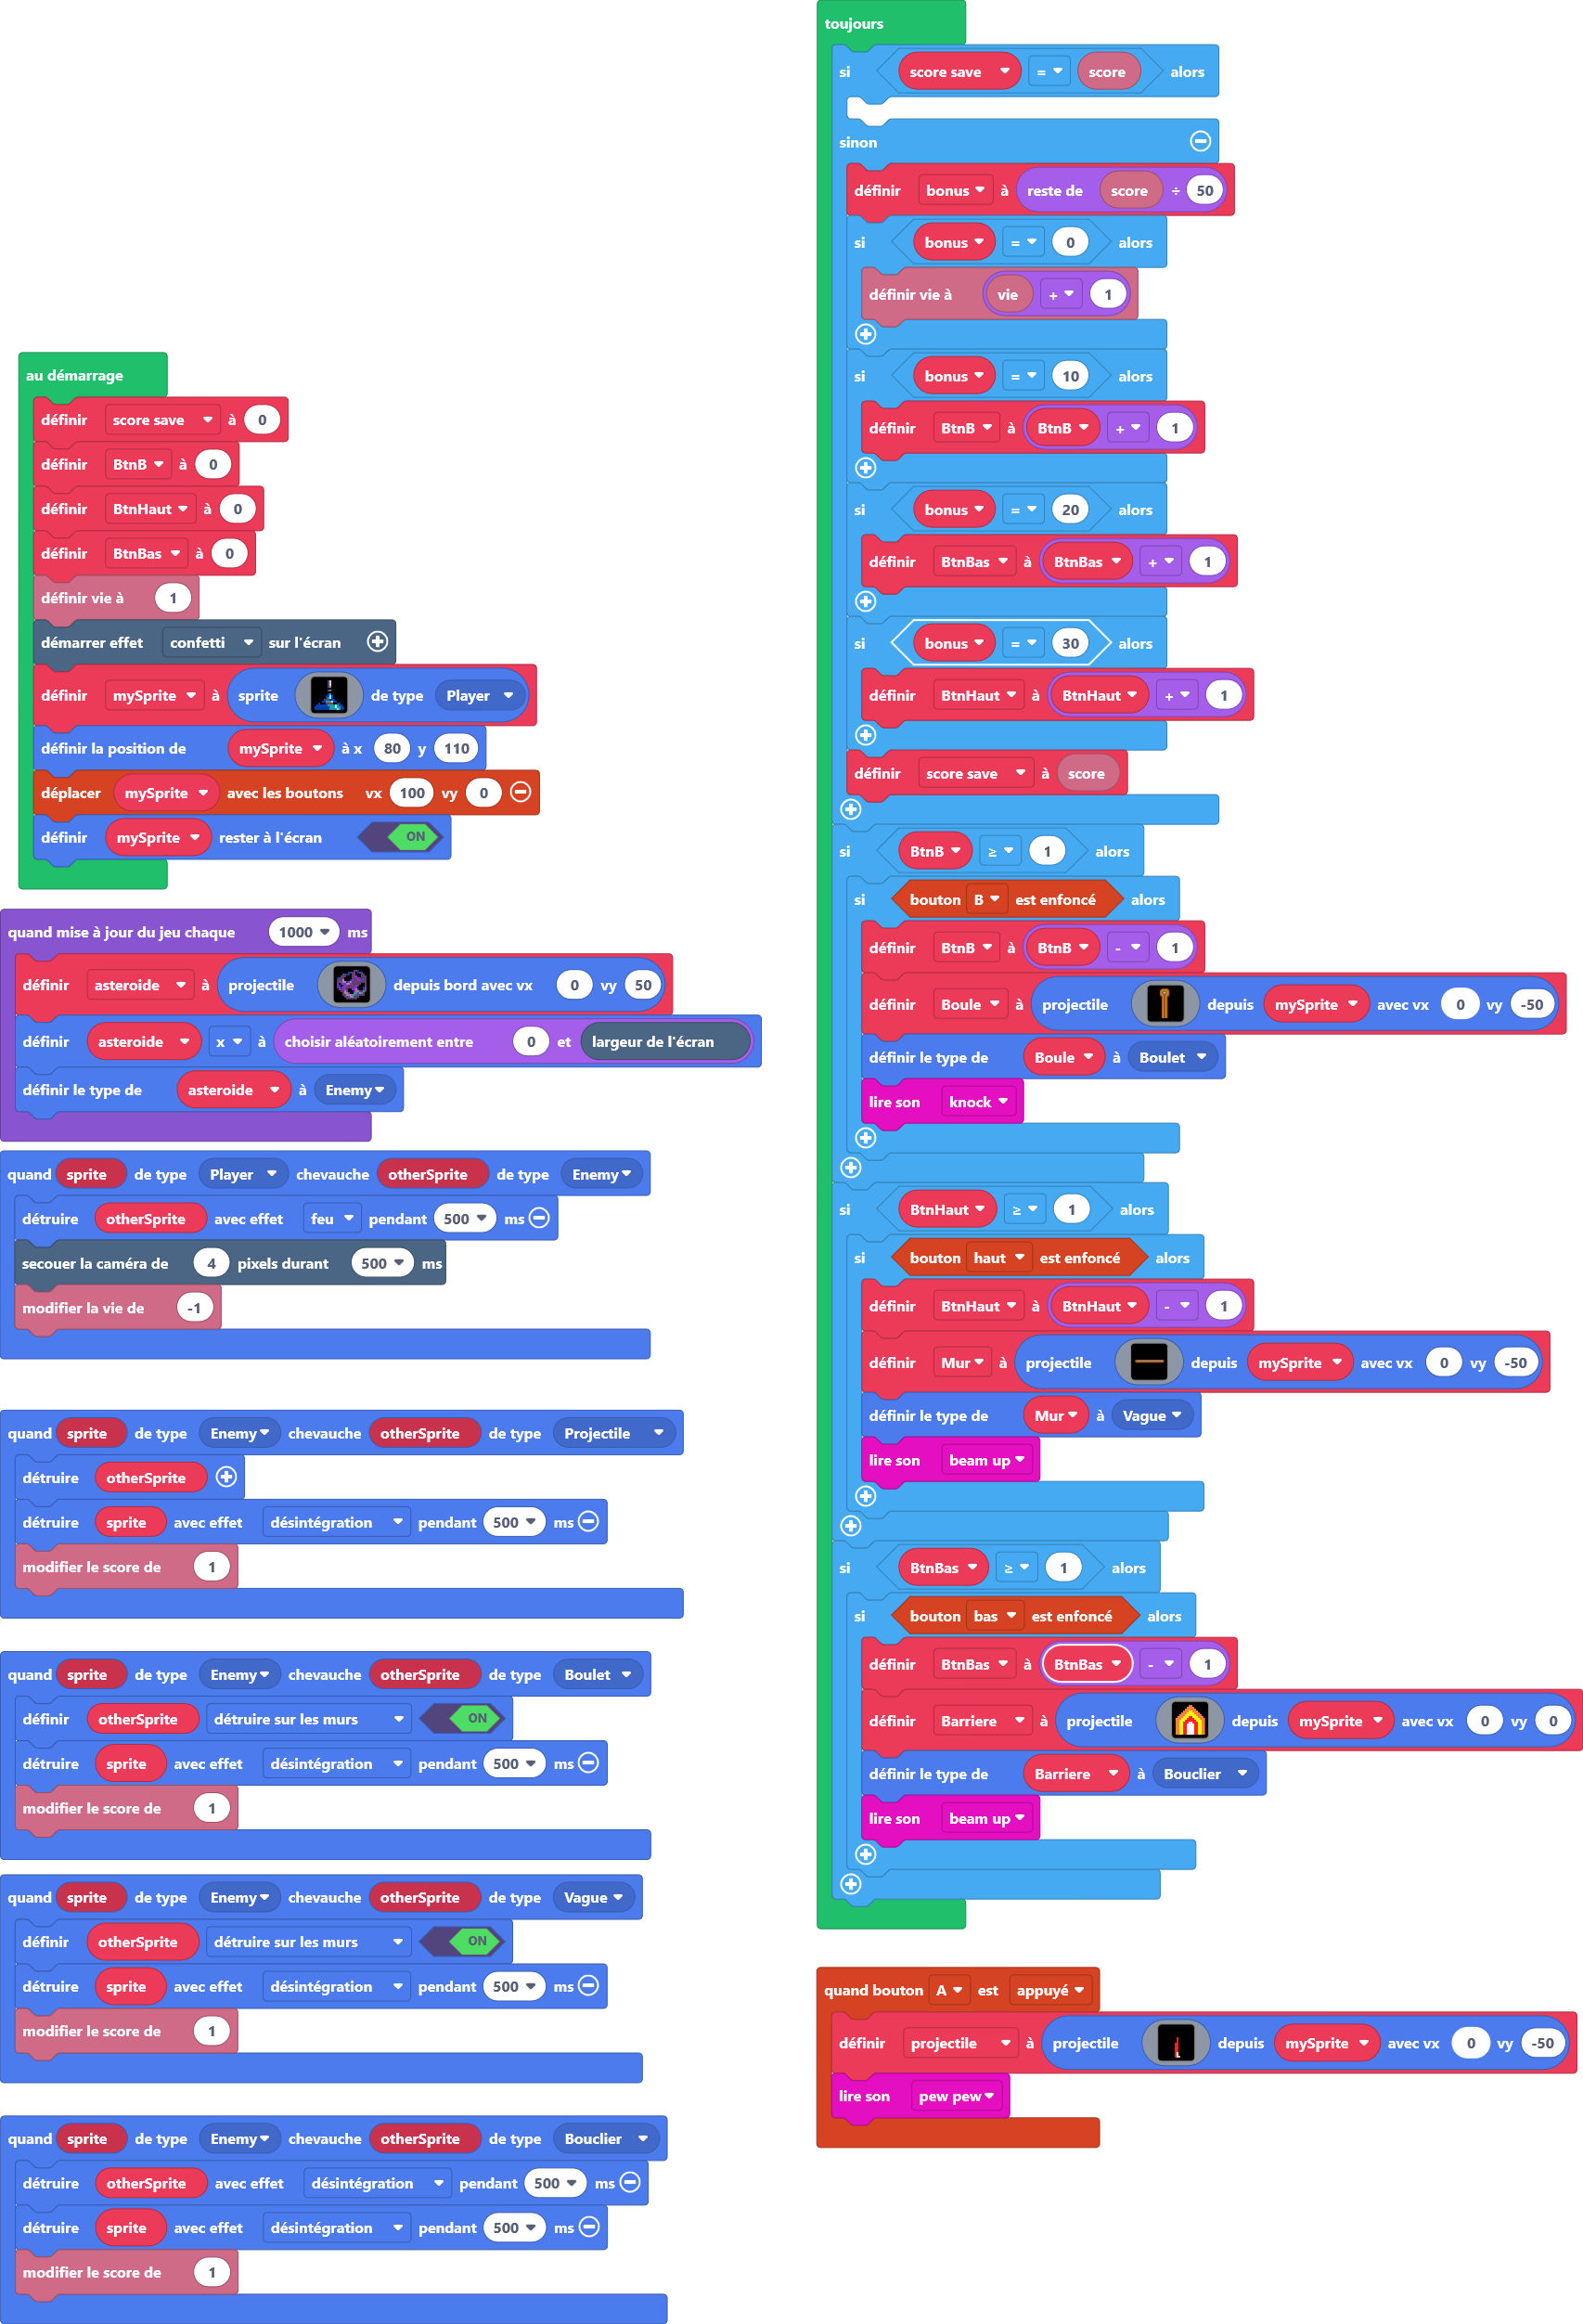 au démarrage
définir score save à 0
définir BtnB à 0
définir BtnHaut à 0
définir BtnBas à 0
définir vie à 1
démarrer effet confetti sur l'écran
définir mySprite à sprite de type Player
définir la position de mySprite à x 80 y 110
déplacer mySprite avec les boutons vx 100 vy 0
définir mySprite rester à l'écran ON
quand mise à jour du jeu chaque 1000 ms
définir asteroide à projectile depuis bord avec vx 0 vy 50
définir asteroide x à choisir aléatoirement entre 0 et largeur de l'écran
définir le type de asteroide à Enemy
quand sprite de type Player chevauche otherSprite de type Enemy
détruire otherSprite avec effet feu pendant 500 ms
secouer la caméra de 4 pixels durant 500 ms
modifier la vie de -1
quand sprite de type Enemy chevauche otherSprite de type Projectile
détruire otherSprite
détruire sprite avec effet désintégration pendant 500 ms
modifier le score de 1
quand sprite de type Enemy chevauche otherSprite de type Boulet
définir otherSprite détruire sur les murs ON
détruire sprite avec effet désintégration pendant 500 ms
modifier le score de 1
quand sprite de type Enemy chevauche otherSprite de type Vague
définir otherSprite détruire sur les murs ON
détruire sprite avec effet désintégration pendant 500 ms
modifier le score de 1
quand sprite de type Enemy chevauche otherSprite de type Bouclier
détruire otherSprite avec effet désintégration pendant 500 ms
détruire sprite avec effet désintégration pendant 500 ms
modifier le score de 1
toujours
si score save = score alors
sinon
définir bonus à reste de score ÷ 50
si bonus = 0 alors
définir vie à vie + 1
si bonus = 10 alors
définir BtnB à BtnB + 1
si bonus = 20 alors
définir BtnBas à BtnBas + 1
si bonus = 30 alors
définir BtnHaut à BtnHaut + 1
définir score save à score
si BtnB ≥ 1 alors
si bouton B est enfoncé alors
définir BtnB à BtnB - 1
définir Boule à projectile depuis mySprite avec vx 0 vy -50
définir le type de Boule à Boulet
lire son knock
si BtnHaut ≥ 1 alors
si bouton haut est enfoncé alors
définir BtnHaut à BtnHaut - 1
définir Mur à projectile depuis mySprite avec vx 0 vy -50
définir le type de Mur à Vague
lire son beam up
si BtnBas ≥ 1 alors
si bouton bas est enfoncé alors
définir BtnBas à BtnBas - 1
définir Barriere à projectile depuis mySprite avec vx 0 vy 0
définir le type de Barriere à Bouclier
lire son beam up
quand bouton A est appuyé
définir projectile à projectile depuis mySprite avec vx 0 vy -50
lire son pew pew